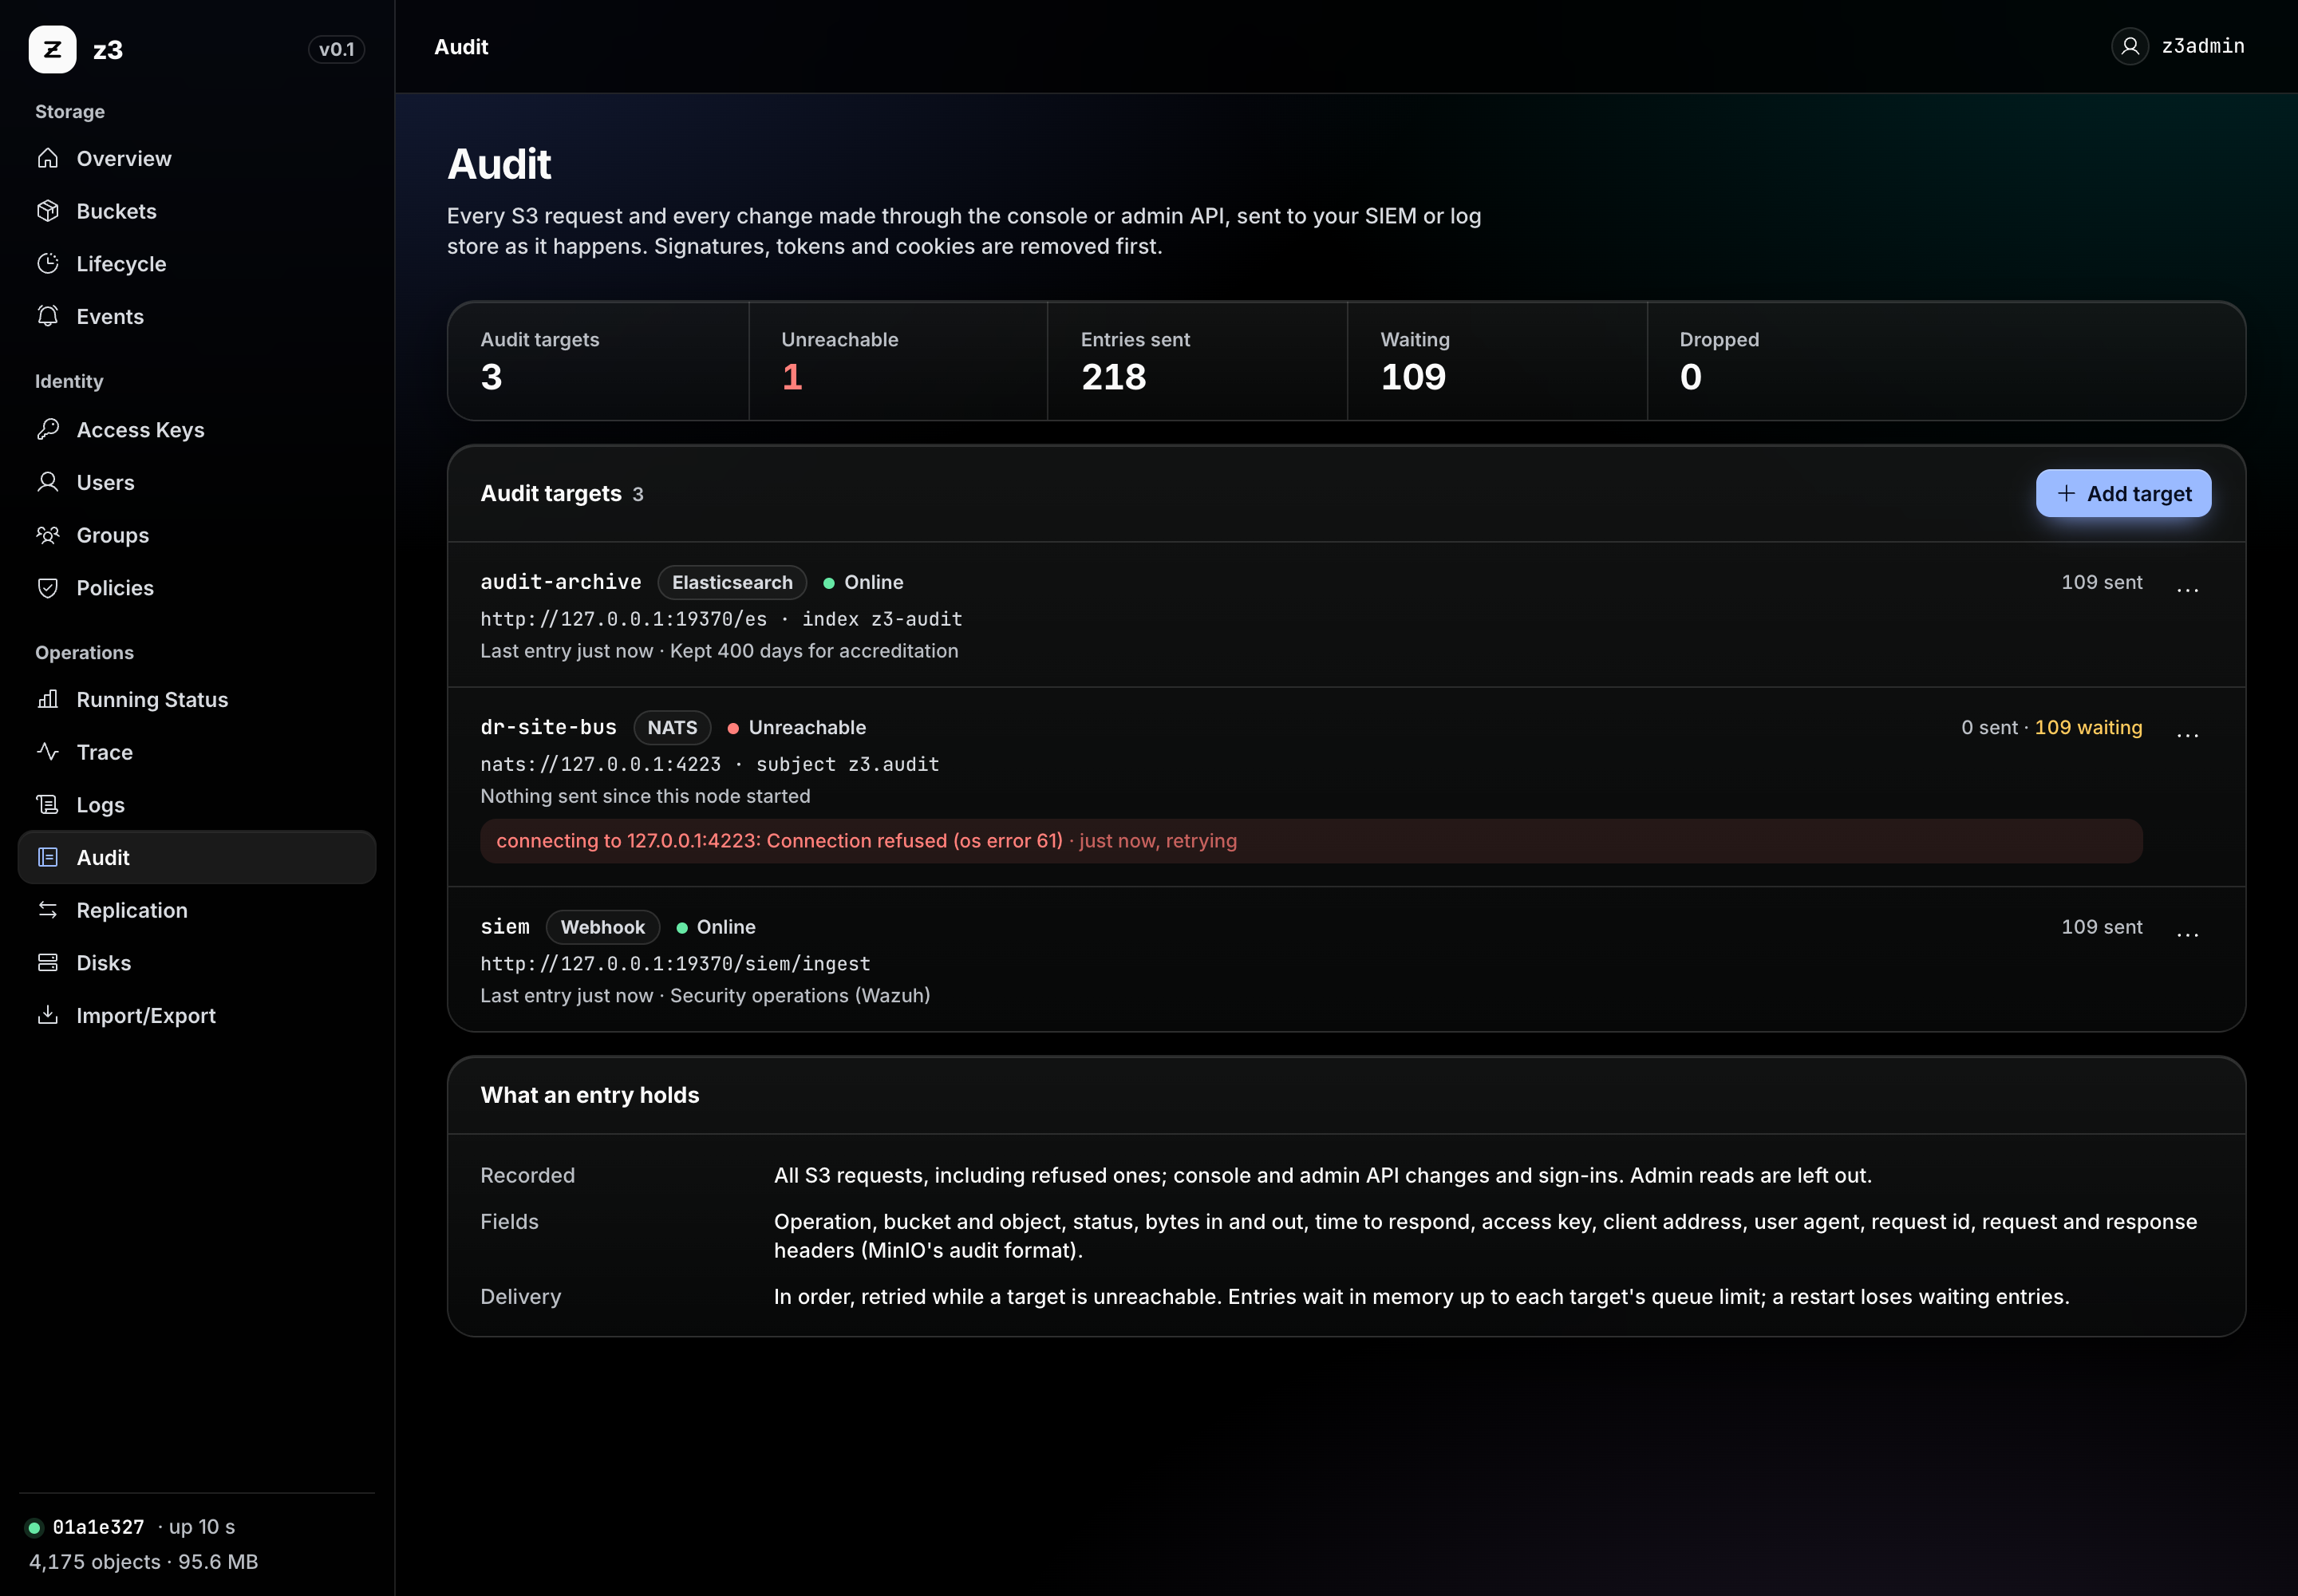 z3
v0.1
Storage
Overview
Buckets
Lifecycle
Events
Identity
Access Keys
Users
Groups
Policies
Operations
Running Status
Trace
Logs
Audit
Replication
Disks
Import/Export
01a1e327 · up 10 s
4,175 objects · 95.6 MB
Audit
z3admin
Audit
Every S3 request and every change made through the console or admin API, sent to your SIEM or log
store as it happens. Signatures, tokens and cookies are removed first.
Audit targets
3
Unreachable
1
Entries sent
218
Waiting
109
Dropped
0
Audit targets 3
+ Add target
audit-archive Elasticsearch Online 109 sent ...
http://127.0.0.1:19370/es · index z3-audit
Last entry just now · Kept 400 days for accreditation
dr-site-bus NATS Unreachable 0 sent · 109 waiting ...
nats://127.0.0.1:4223 · subject z3.audit
Nothing sent since this node started
connecting to 127.0.0.1:4223: Connection refused (os error 61) · just now, retrying
siem Webhook Online 109 sent ...
http://127.0.0.1:19370/siem/ingest
Last entry just now · Security operations (Wazuh)
What an entry holds
Recorded All S3 requests, including refused ones; console and admin API changes and sign-ins. Admin reads are left out.
Fields Operation, bucket and object, status, bytes in and out, time to respond, access key, client address, user agent, request id, request and response
headers (MinIO's audit format).
Delivery In order, retried while a target is unreachable. Entries wait in memory up to each target's queue limit; a restart loses waiting entries.